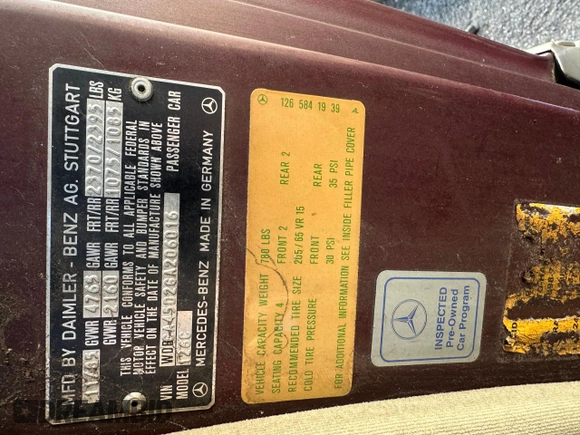 MFD BY DAIMLER-BENZ AG. STUTTGART
GVWR 4762 GAWR FRT/RR 2370/2393 LBS
GVWR 2160 GAWR FRT/RR 1075/1085 KG
THIS VEHICLE CONFORMS TO ALL APPLICABLE FEDERAL
MOTOR VEHICLE SAFETY AND BUMPER STANDARDS IN
EFFECT ON THE DATE OF MANUFACTURE SHOWN ABOVE
VIN
MODEL 126C PASSENGER CAR
MERCEDES-BENZ MADE IN GERMANY
126 584 19 39
VEHICLE CAPACITY WEIGHT 780 LBS
SEATING CAPACITY 4 FRONT 2 REAR 2
RECOMMENDED TIRE SIZE 205/65 VR 15
COLD TIRE PRESSURE FRONT 30 PSI REAR 35 PSI
FOR ADDITIONAL INFORMATION SEE INSIDE FILLER PIPE COVER
INSPECTED
Pre-Owned
Car Program